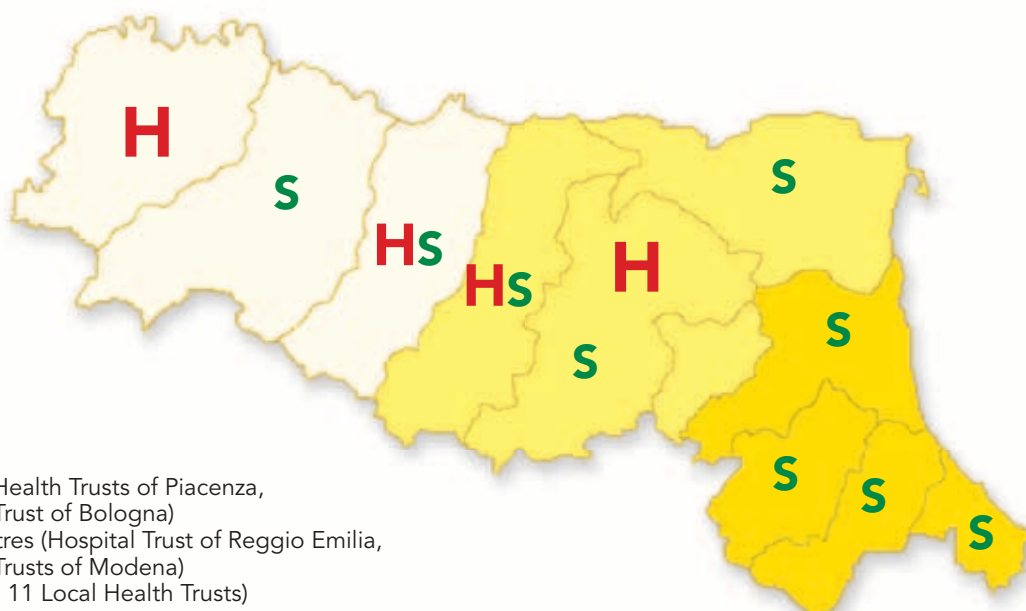 H
S
S
HS
HS
H
S
S
S
S
S
Health Trusts of Piacenza,
Trust of Bologna)
tres (Hospital Trust of Reggio Emilia,
Trusts of Modena)
11 Local Health Trusts)